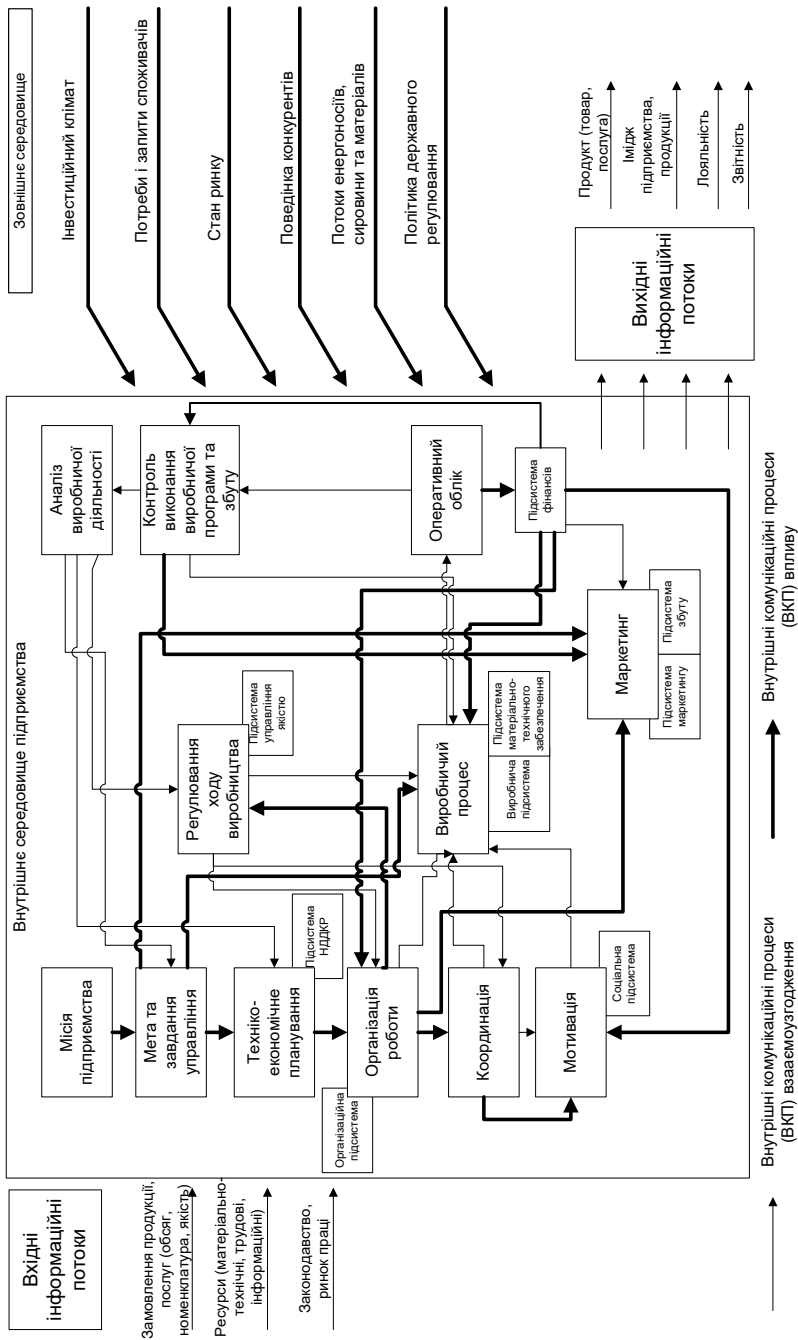 Зовнішнє середовище
Інвестиційний клімат
Потреби і запити споживачів
Стан ринку
Поведінка конкурентів
Потоки енергоносіїв,
сировини та матеріалів
Політика державного
регулювання
Внутрішнє середовище підприємства
Аналіз
виробничої
діяльності
Контроль
виконання
виробничої
програми та
збуту
Оперативний
облік
Підсистема
фінансів
Регулювання
ходу
виробництва
Підсистема
управління
якістю
Виробничий
процес
Виробнича
підсистема
Підсистема
матеріально-
технічного
забезпечення
Маркетинг
Підсистема
маркетингу
Підсистема
збуту
Місія
підприємства
Мета та
завдання
управління
Техніко-
економічне
планування
Підсистема
НДДКР
Організація
роботи
Організаційна
підсистема
Координація
Мотивація
Соціальна
підсистема
Вхідні
інформаційні
потоки
Замовлення продукції,
послуг (обсяг,
номенклатура, якість)
Ресурси (матеріально-
технічні, трудові,
інформаційні)
Законодавство,
ринок праці
Вихідні
інформаційні
потоки
Продукт (товар,
послуга)
Імідж
підприємства,
продукції
Лояльність
Звітність
Внутрішні комунікаційні процеси
(ВКП) взааємоузгодження
Внутрішні комунікаційні процеси
(ВКП) впливу